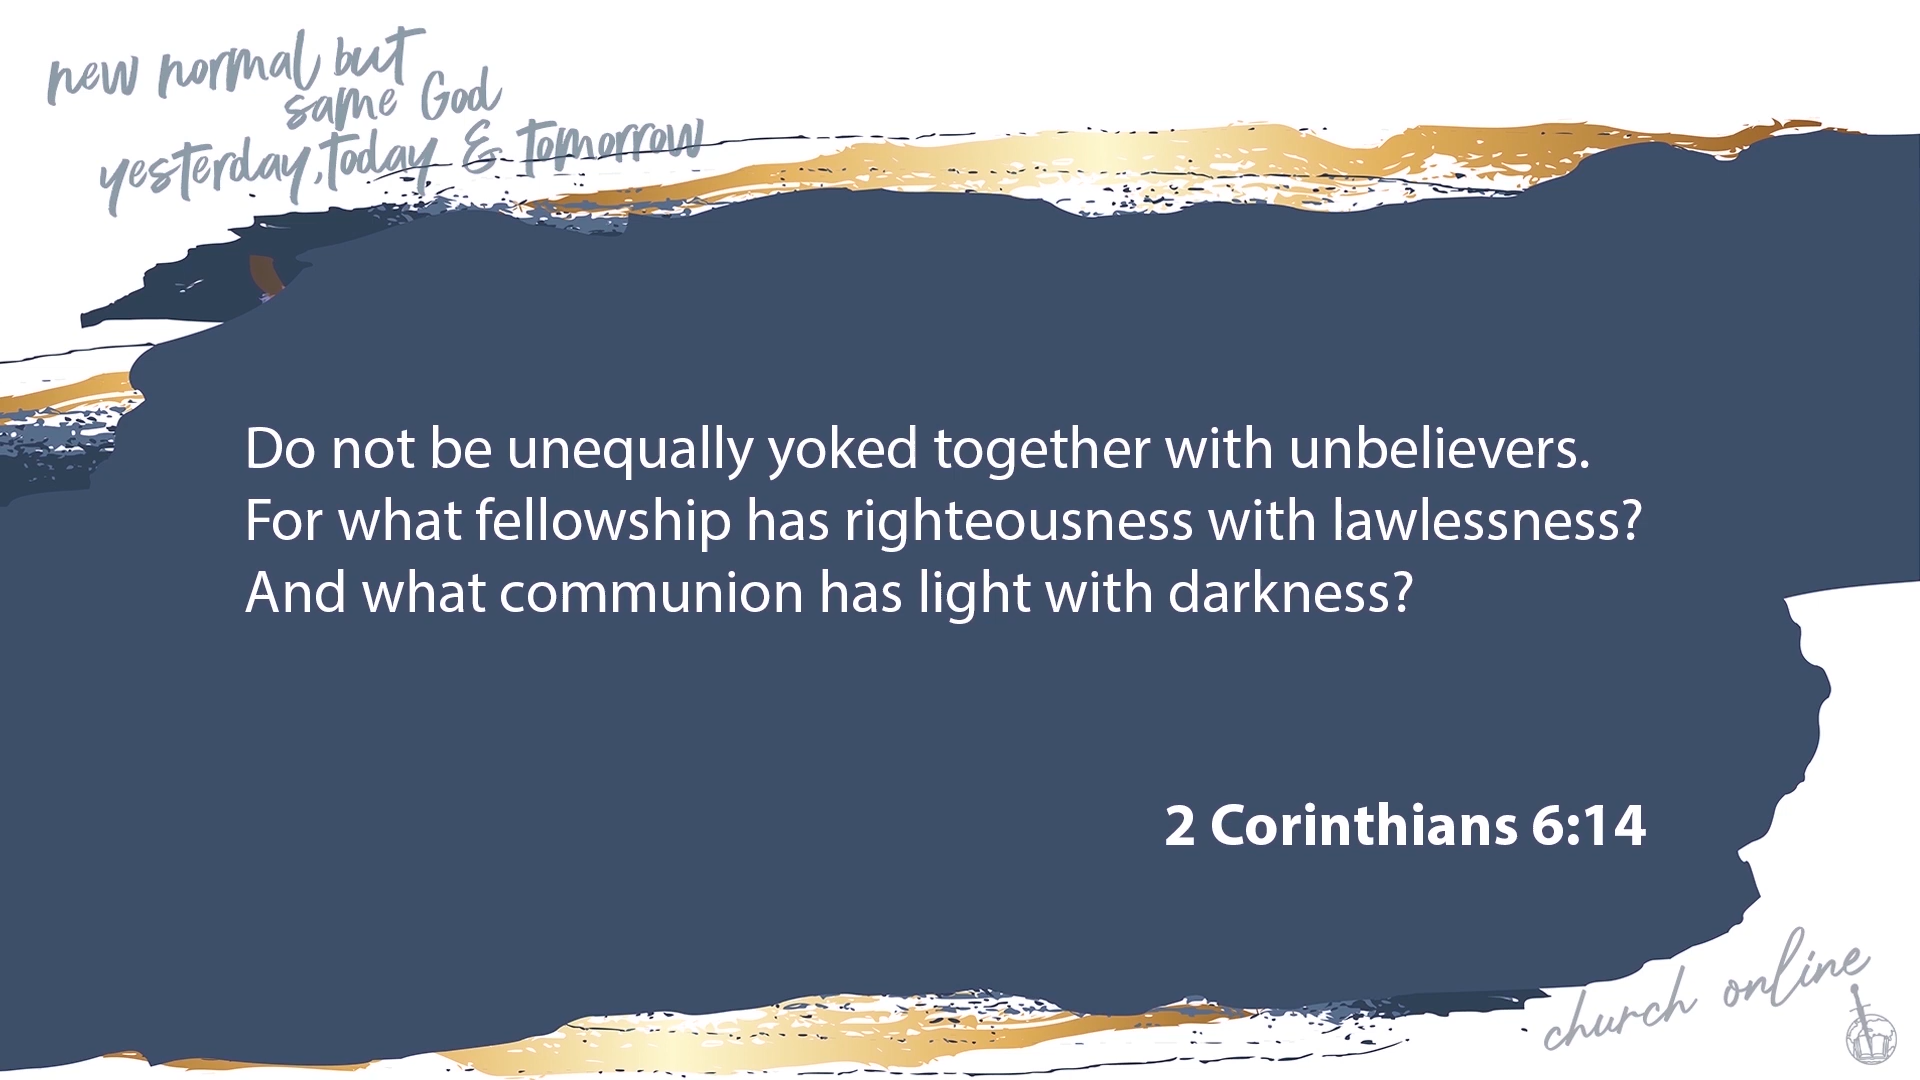 new normal but
same God
yesterday, today & tomorrow
Do not be unequally yoked together with unbelievers.
For what fellowship has righteousness with lawlessness?
And what communion has light with darkness?
2 Corinthians 6:14
church online